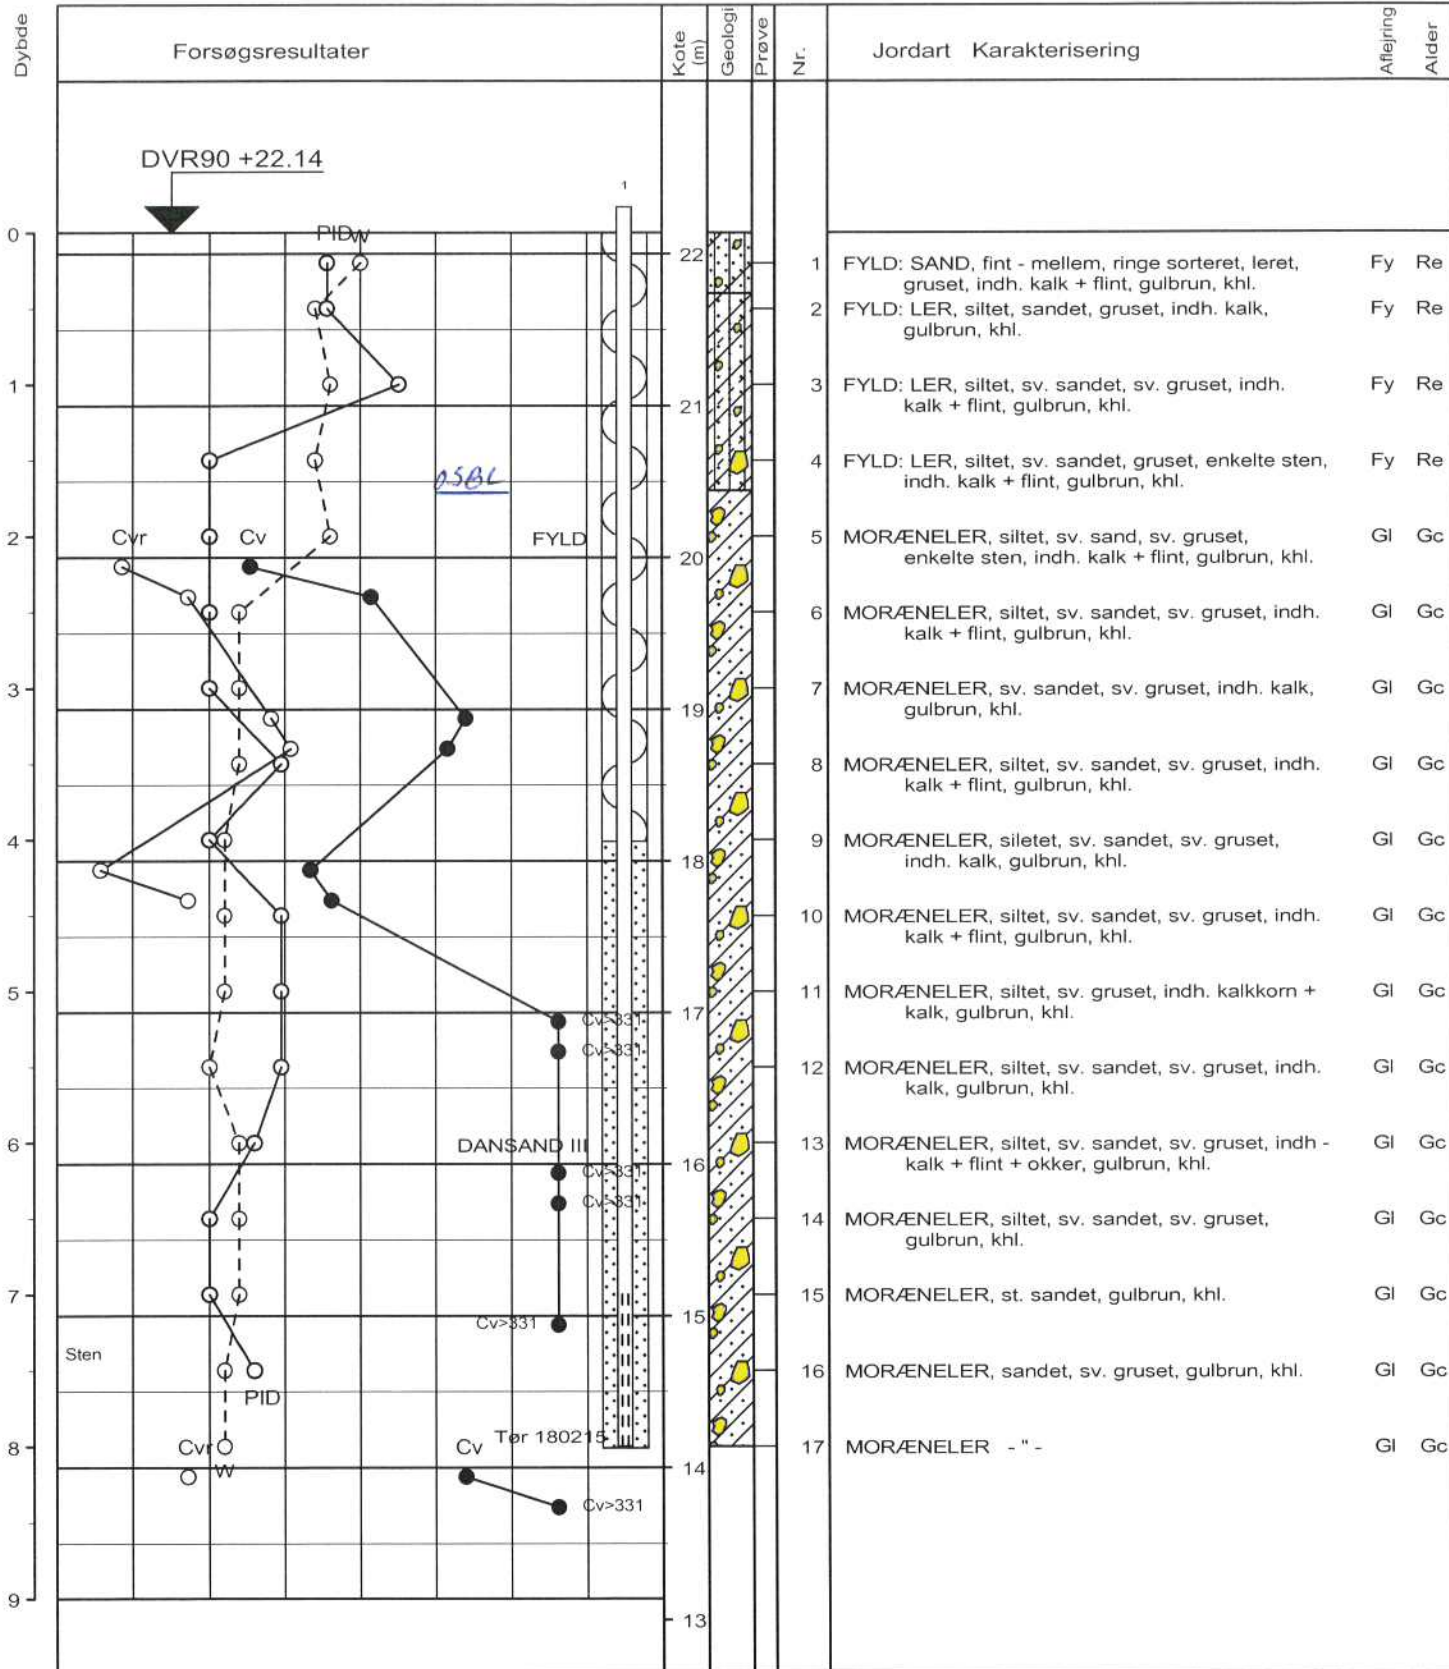 Dybde
Forsøgsresultater
Kote (m)
Geologi
Prøve
Nr.
Jordart Karakterisering
Aflejring
Alder
DVR90 +22.14
1
PID W
0
22
1 FYLD: SAND, fint - mellem, ringe sorteret, leret, Fy Re
gruset, indh. kalk + flint, gulbrun, khl.
2 FYLD: LER, siltet, sandet, gruset, indh. kalk, Fy Re
gulbrun, khl.
1
3 FYLD: LER, siltet, sv. sandet, sv. gruset, indh. Fy Re
kalk + flint, gulbrun, khl.
21
4 FYLD: LER, siltet, sv. sandet, gruset, enkelte sten, Fy Re
indh. kalk + flint, gulbrun, khl.
OSBL
2
Cvr Cv FYLD
20
5 MORÆNELER, siltet, sv. sand, sv. gruset, Gl Gc
enkelte sten, indh. kalk + flint, gulbrun, khl.
6 MORÆNELER, siltet, sv. sandet, sv. gruset, indh. Gl Gc
kalk + flint, gulbrun, khl.
3
19
7 MORÆNELER, sv. sandet, sv. gruset, indh. kalk, Gl Gc
gulbrun, khl.
8 MORÆNELER, siltet, sv. sandet, sv. gruset, indh. Gl Gc
kalk + flint, gulbrun, khl.
4
18
9 MORÆNELER, siletet, sv. sandet, sv. gruset, Gl Gc
indh. kalk, gulbrun, khl.
10 MORÆNELER, siltet, sv. sandet, sv. gruset, indh. Gl Gc
kalk + flint, gulbrun, khl.
5
17
11 MORÆNELER, siltet, sv. gruset, indh. kalkkorn + Gl Gc
kalk, gulbrun, khl.
Cv>331
Cv>331
12 MORÆNELER, siltet, sv. sandet, sv. gruset, indh. Gl Gc
kalk, gulbrun, khl.
6
DANSAND III
16
13 MORÆNELER, siltet, sv. sandet, sv. gruset, indh - Gl Gc
kalk + flint + okker, gulbrun, khl.
Cv>331
Cv>331
14 MORÆNELER, siltet, sv. sandet, sv. gruset, Gl Gc
gulbrun, khl.
7
15
15 MORÆNELER, st. sandet, gulbrun, khl. Gl Gc
Cv>331
Sten
16 MORÆNELER, sandet, sv. gruset, gulbrun, khl. Gl Gc
PID
8
Cvr W Cv Tør 180215
14
17 MORÆNELER - " - Gl Gc
Cv>331
9
13